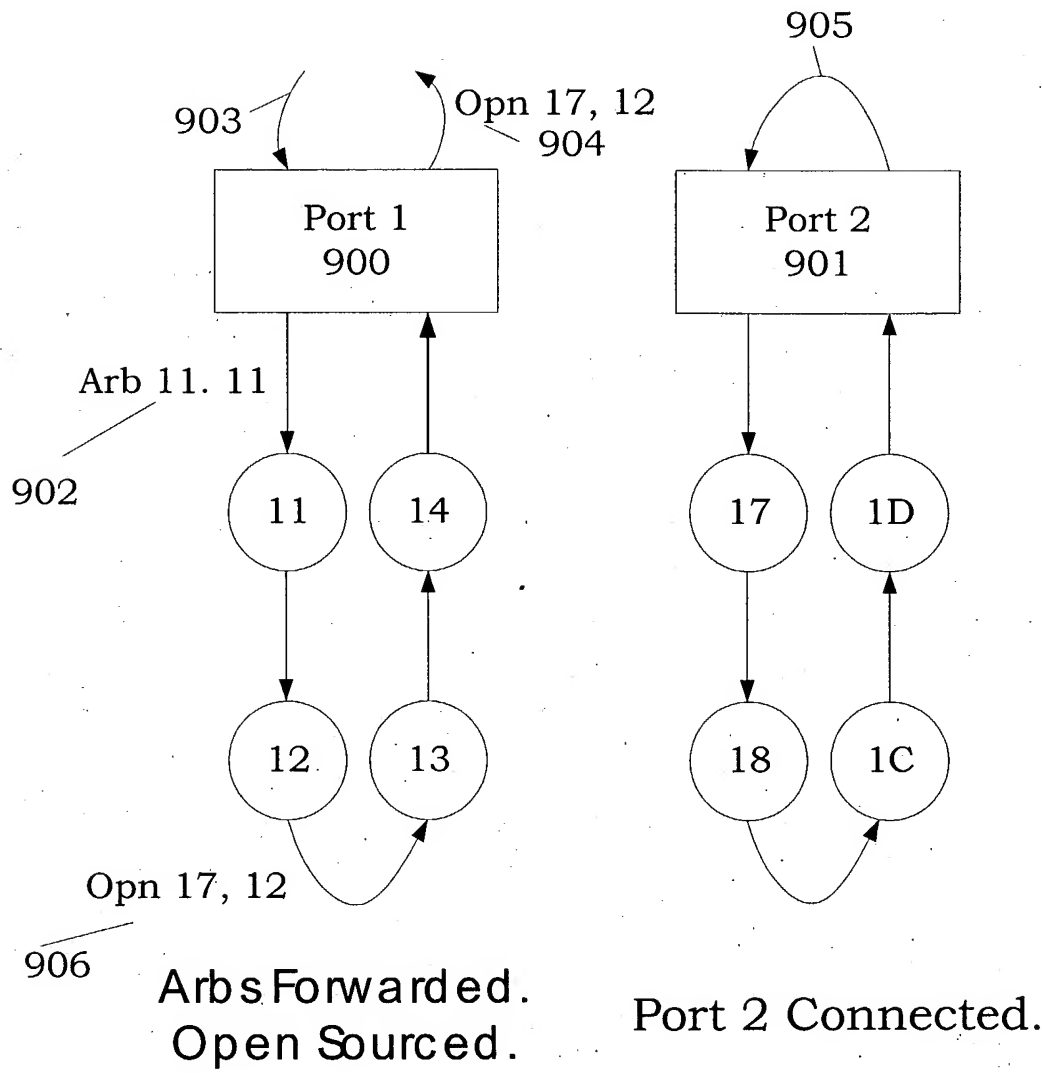 905
903
Opn 17, 12
904
Port 1
900
Port 2
901
Arb 11. 11
902
11
14
17
1D
12
13
18
1C
Opn 17, 12
906
Arbs Forwarded.
Open Sourced.
Port 2 Connected.